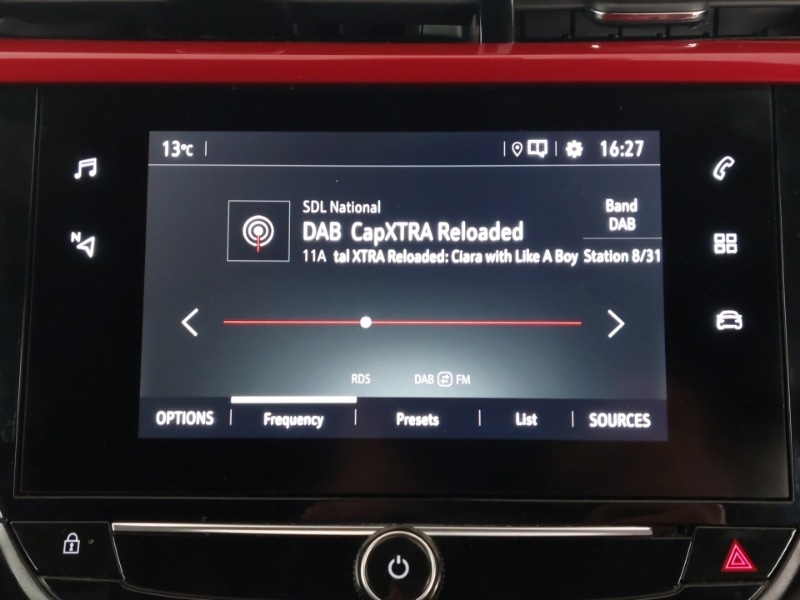 13°C 16:27
N
SDL National
DAB CapXTRA Reloaded
11A tal XTRA Reloaded: Ciara with Like A Boy Station 8/31
Band
DAB
RDS DAB FM
OPTIONS Frequency Presets List SOURCES